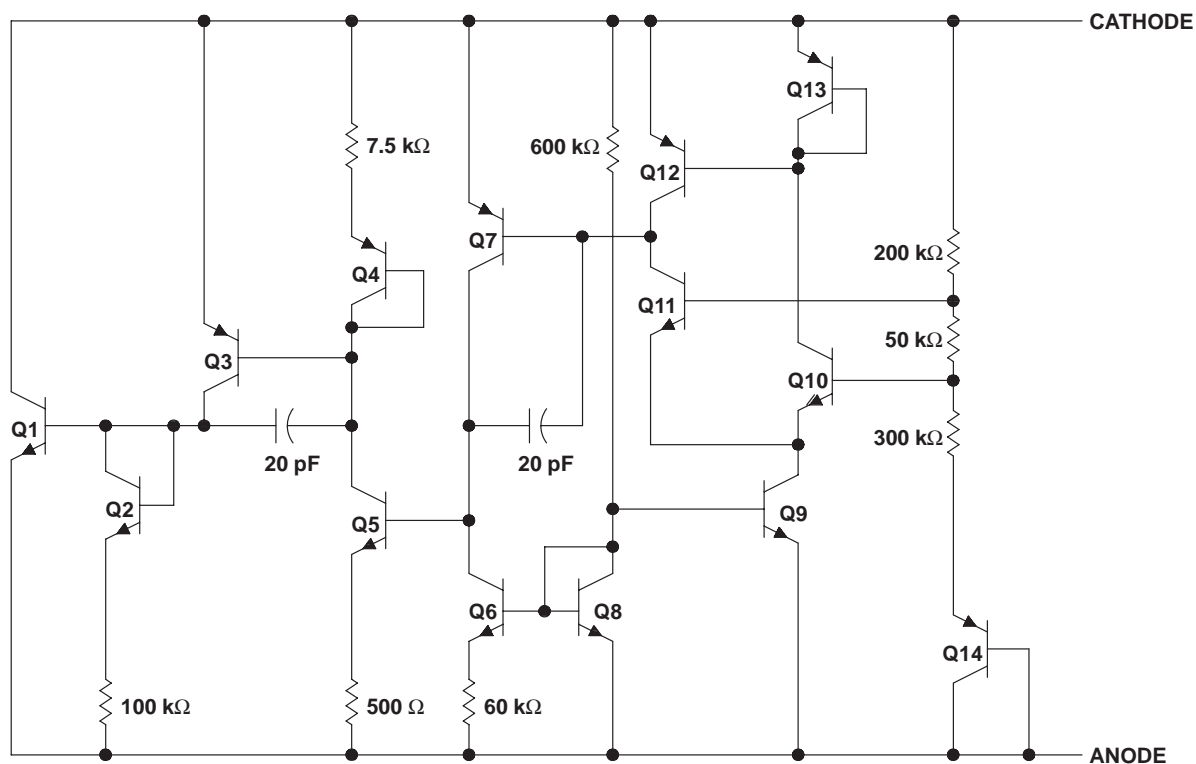 CATHODE
Q13
7.5 kΩ
600 kΩ
Q12
Q7
200 kΩ
Q4
Q11
50 kΩ
Q3
Q10
Q1
300 kΩ
20 pF
20 pF
Q2
Q5
Q9
Q6
Q8
Q14
100 kΩ
500 Ω
60 kΩ
ANODE